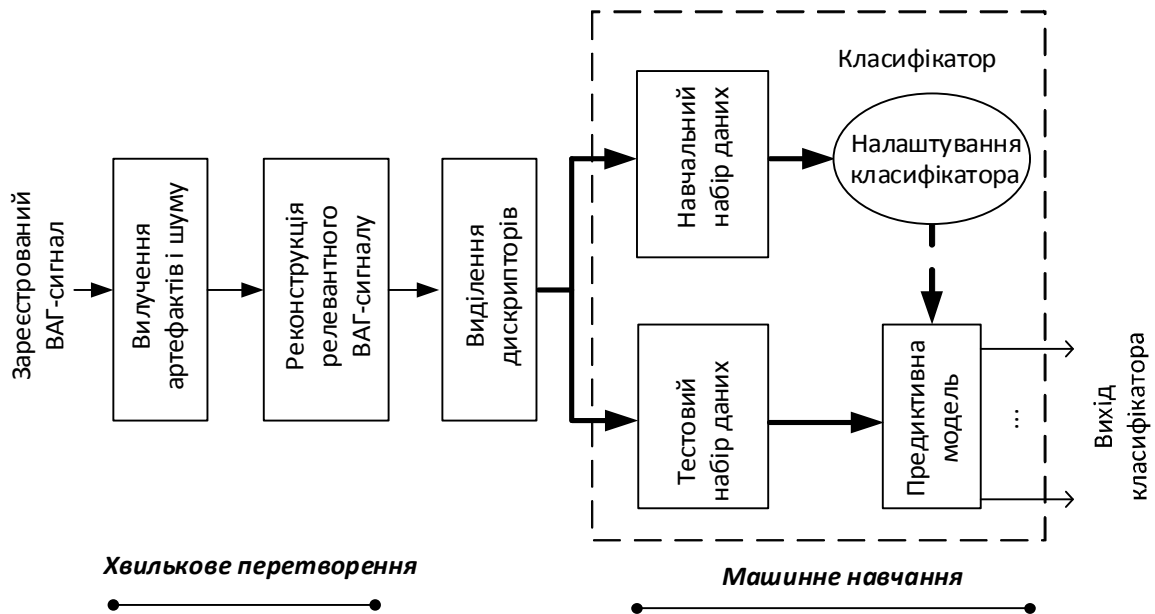 Зареєстрований
ВАГ-сигнал
Вилучення
артефактів і шуму
Реконструкція
релевантного
ВАГ-сигналу
Виділення
дискрипторів
Класифікатор
Навчальний
набір даних
Налаштування
класифікатора
Тестовий
набір даних
Предиктивна
модель
...
Вихід
класифікатора
Хвилькове перетворення
Машинне навчання